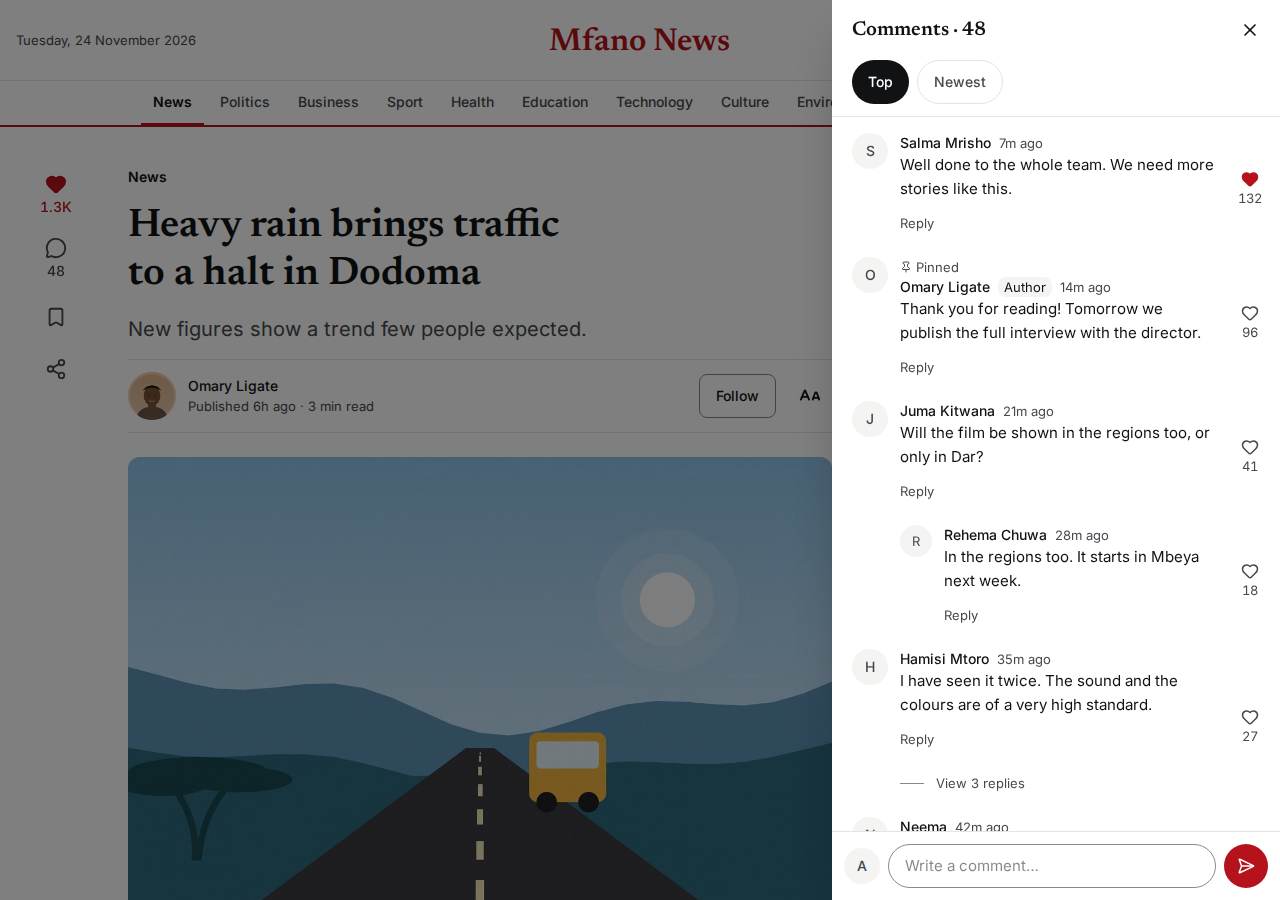 Tuesday, 24 November 2026
Mfano News
News Politics Business Sport Health Education Technology Culture
1.3K
48
News
Heavy rain brings traffic
to a halt in Dodoma
New figures show a trend few people expected.
Omary Ligate
Published 6h ago · 3 min read
Follow
AA
Comments · 48
Top Newest
S
Salma Mrisho 7m ago
Well done to the whole team. We need more
stories like this.
132
Reply
Pinned
O
Omary Ligate Author 14m ago
Thank you for reading! Tomorrow we
publish the full interview with the director.
96
Reply
J
Juma Kitwana 21m ago
Will the film be shown in the regions too, or
only in Dar?
41
Reply
R
Rehema Chuwa 28m ago
In the regions too. It starts in Mbeya
next week.
18
Reply
H
Hamisi Mtoro 35m ago
I have seen it twice. The sound and the
colours are of a very high standard.
27
Reply
View 3 replies
Neema 42m ago
A
Write a comment...